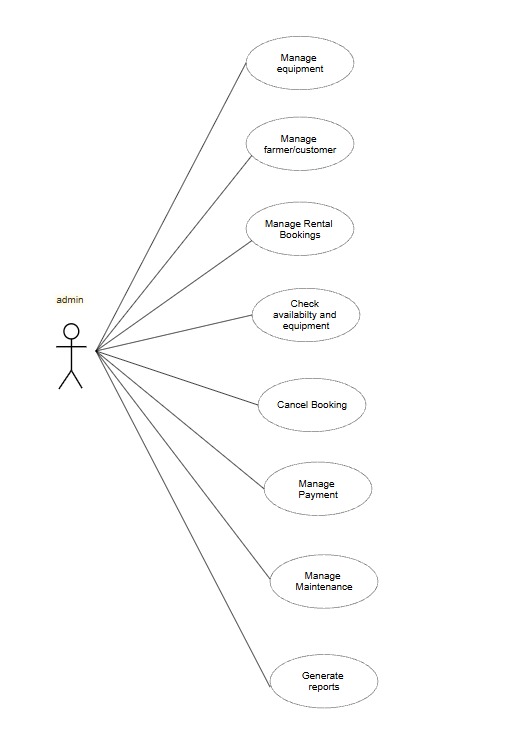 Manage
equipment
Manage
farmer/customer
Manage Rental
Bookings
admin
Check
availabilty and
equipment
Cancel Booking
Manage
Payment
Manage
Maintenance
Generate
reports